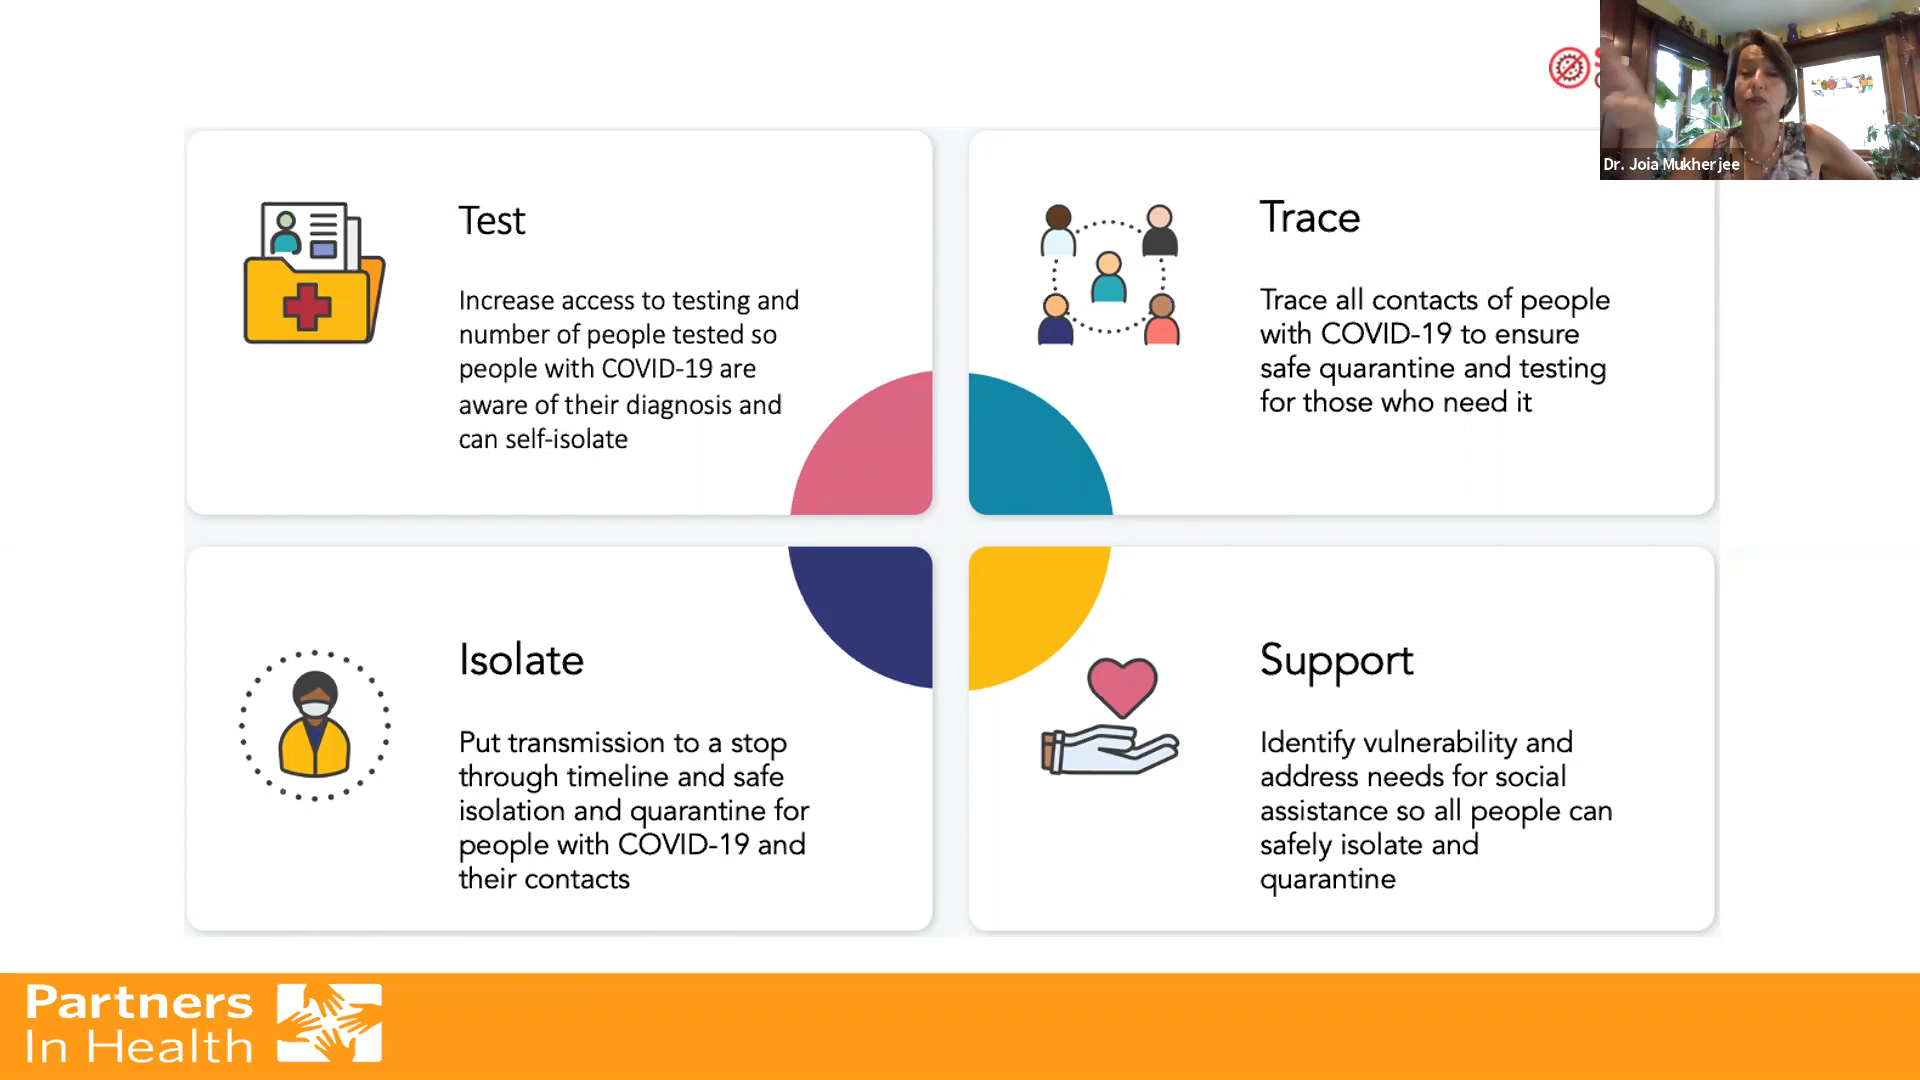 Dr. Joia Mukherjee
Test
Increase access to testing and
number of people tested so
people with COVID-19 are
aware of their diagnosis and
can self-isolate
Trace
Trace all contacts of people
with COVID-19 to ensure
safe quarantine and testing
for those who need it
Isolate
Put transmission to a stop
through timeline and safe
isolation and quarantine for
people with COVID-19 and
their contacts
Support
Identify vulnerability and
address needs for social
assistance so all people can
safely isolate and
quarantine
Partners
In Health